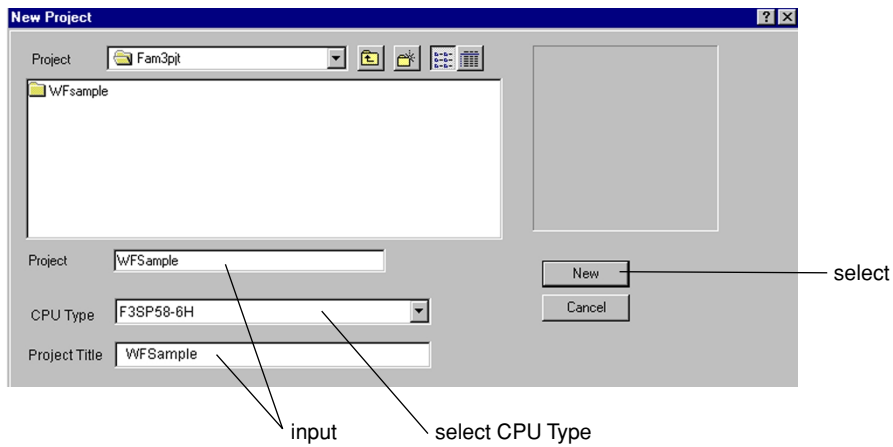 New Project
Project Fam3pjt
WFsample
Project WFSample
New
select
CPU Type F3SP58-6H
Cancel
Project Title WFSample
input
select CPU Type